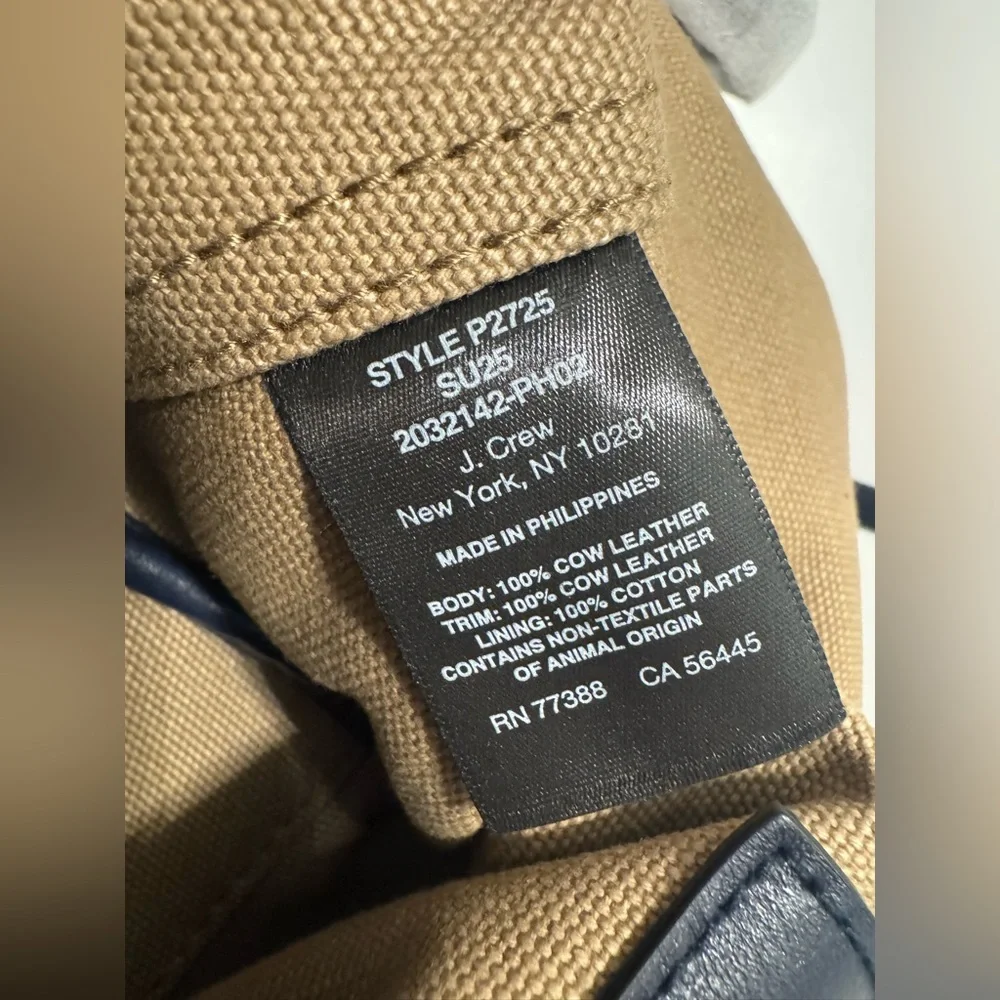 STYLE P2725
SU25
2032142-PH02
J. Crew
New York, NY 10281
MADE IN PHILIPPINES
BODY: 100% COW LEATHER
TRIM: 100% COW LEATHER
LINING: 100% COTTON
CONTAINS NON-TEXTILE PARTS
OF ANIMAL ORIGIN
RN 77388 CA 56445